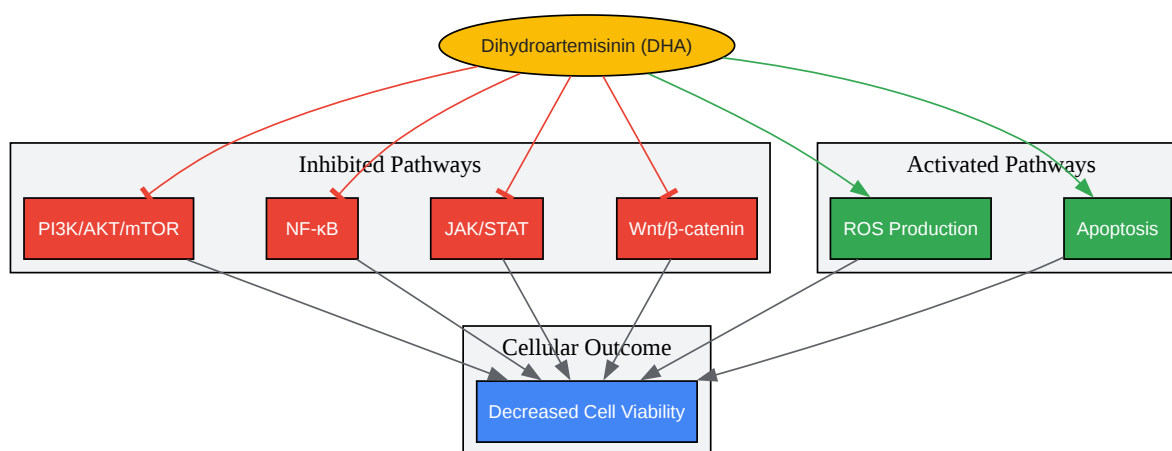 Dihydroartemisinin (DHA)
Inhibited Pathways
Activated Pathways
PI3K/AKT/mTOR
NF-κB
JAK/STAT
Wnt/β-catenin
ROS Production
Apoptosis
Cellular Outcome
Decreased Cell Viability